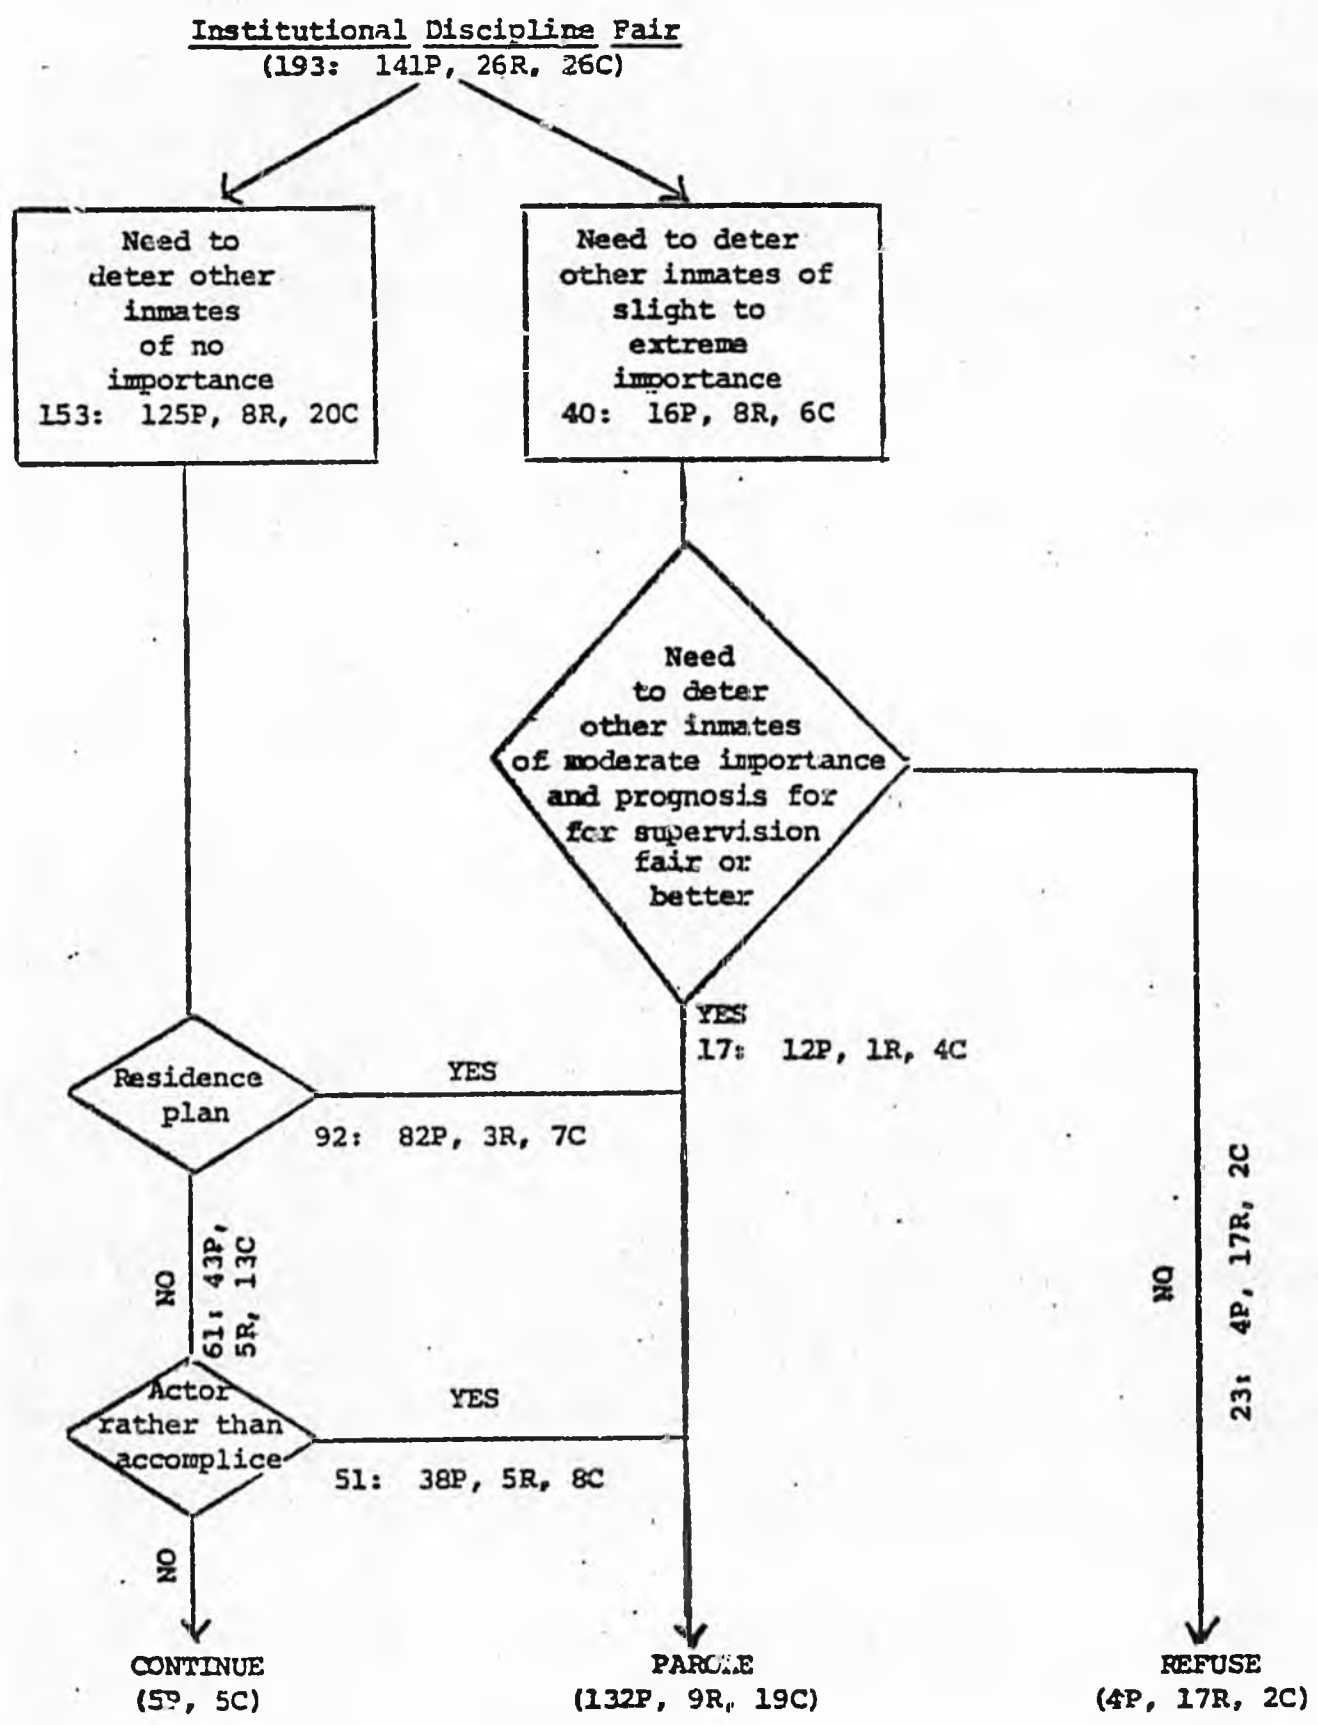 Institutional Discipline Fair
(193: 141P, 26R, 26C)
Need to
deter other
inmates
of no
importance
153: 125P, 8R, 20C
Need to deter
other inmates of
slight to
extreme
importance
40: 16P, 8R, 6C
Need
to deter
other inmates
of moderate importance
and prognosis for
for supervision
fair or
better
YES
17: 12P, 1R, 4C
Residence
plan
YES
92: 82P, 3R, 7C
NO
61: 43P,
5R, 13C
Actor
rather than
accomplice
YES
51: 38P, 5R, 8C
NO
NO
23: 4P, 17R, 2C
CONTINUE
(5P, 5C)
PAROLE
(132P, 9R, 19C)
REFUSE
(4P, 17R, 2C)